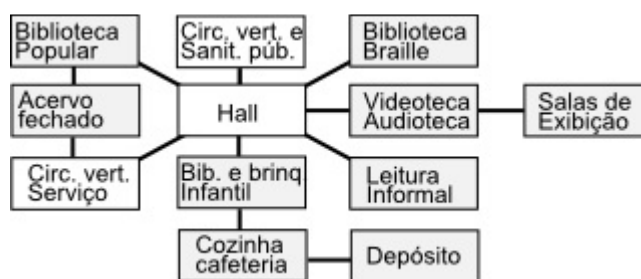 Biblioteca
Popular
Circ. vert. e
Sanit. púb.
Biblioteca
Braille
Acervo
fechado
Hall
Videoteca
Audioteca
Salas de
Exibição
Circ. vert.
Serviço
Bib. e brinq
Infantil
Leitura
Informal
Cozinha
cafeteria
Depósito